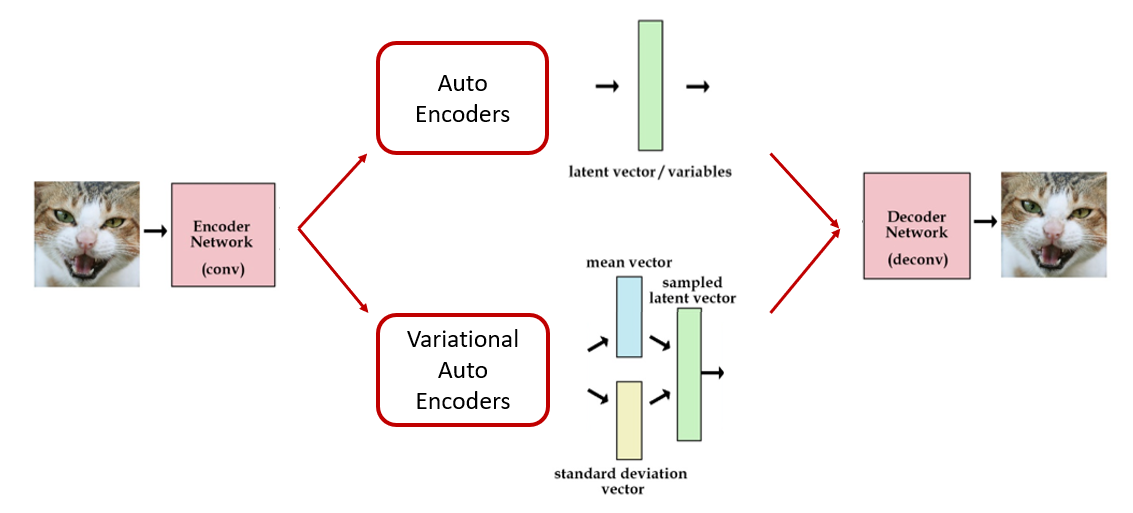 Auto
Encoders
latent vector / variables
Encoder
Network
(conv)
Decoder
Network
(deconv)
mean vector
sampled
latent vector
Variational
Auto
Encoders
standard deviation
vector